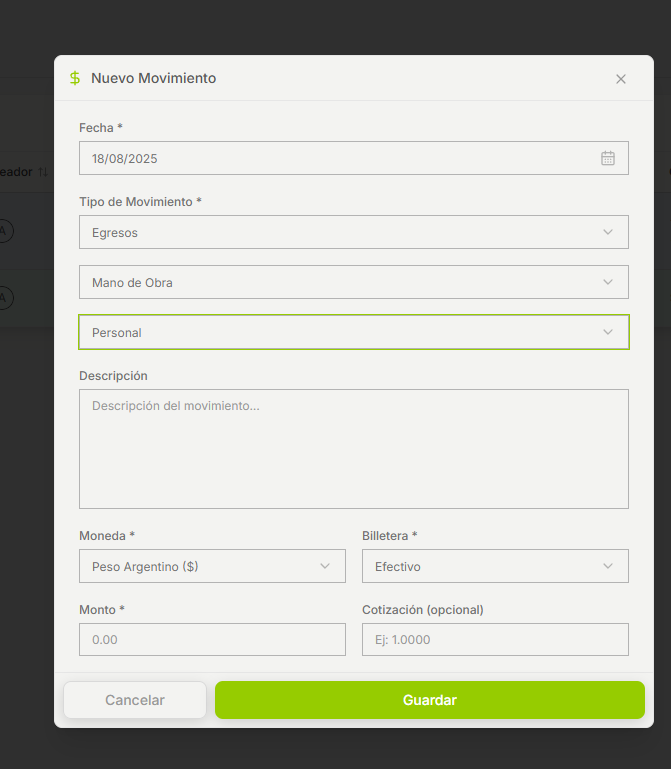 $ Nuevo Movimiento
eador
Fecha *
18/08/2025
Tipo de Movimiento *
Egresos
A
Mano de Obra
A
Personal
Descripción
Descripción del movimiento...
Moneda * Billetera *
Peso Argentino ($) Efectivo
Monto * Cotización (opcional)
0.00 Ej: 1.0000
Cancelar Guardar